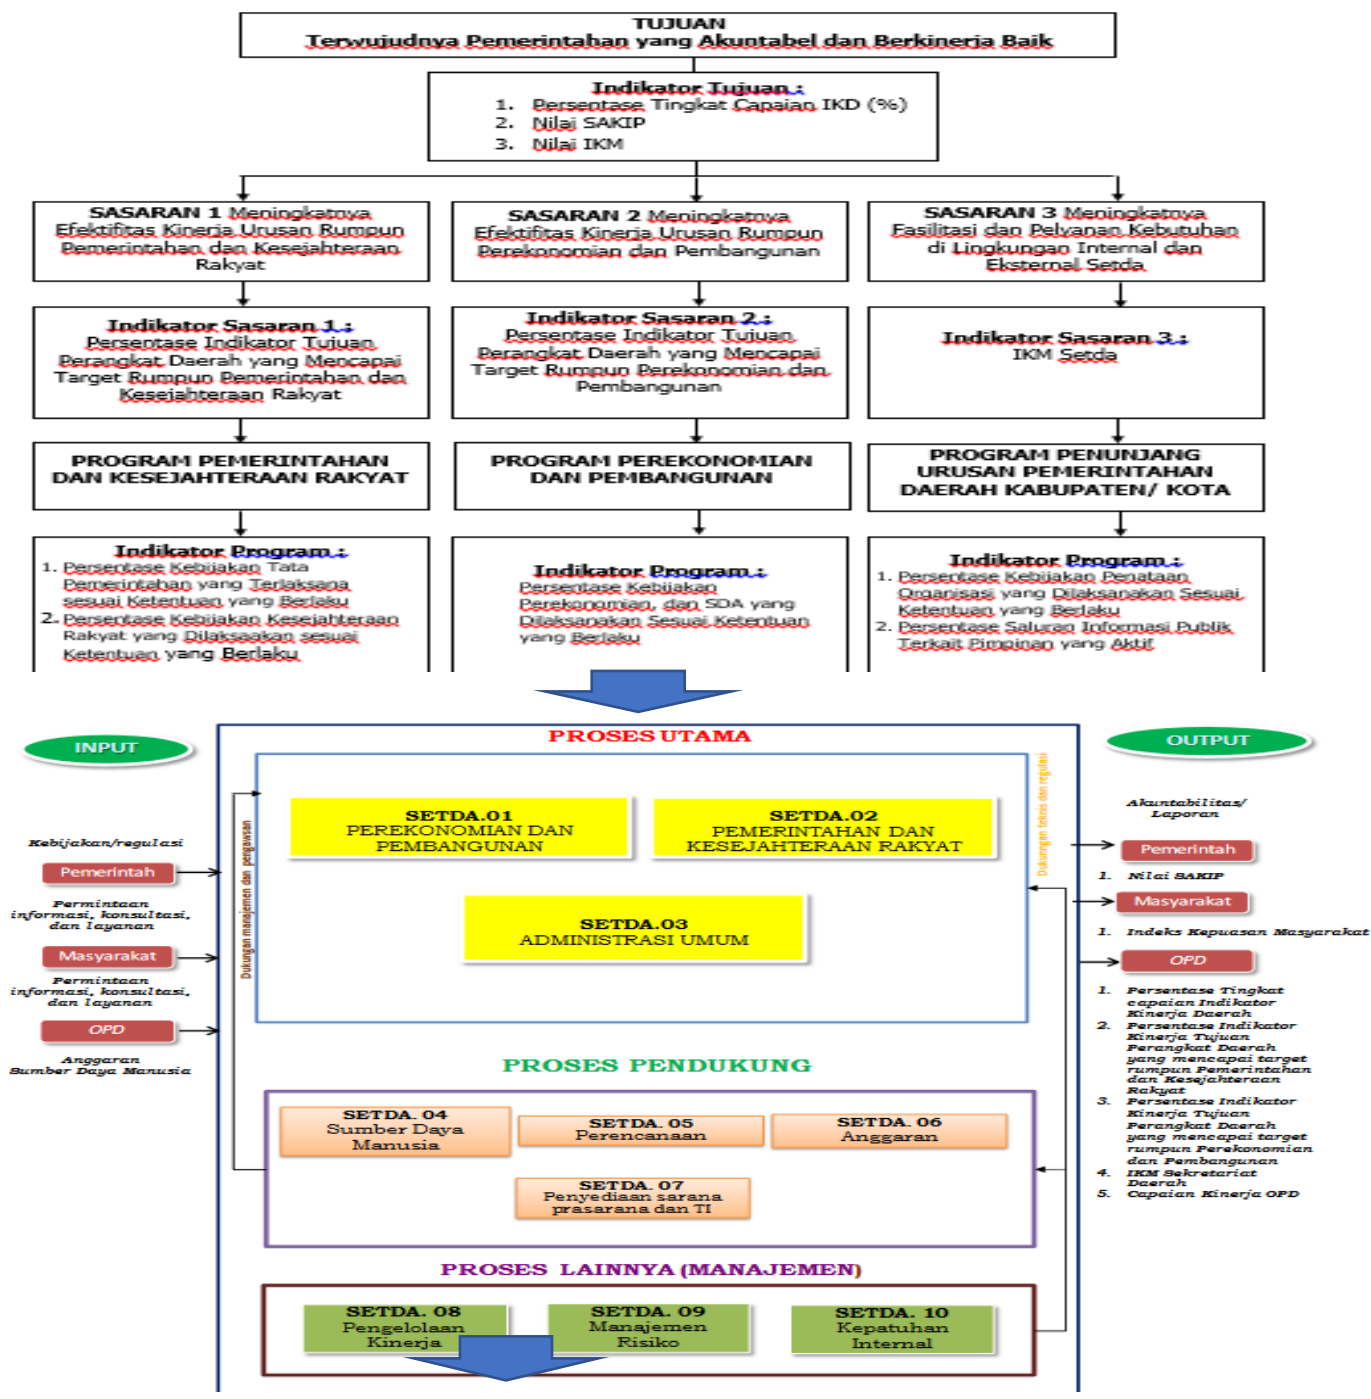 TUJUAN
Terwujudnya Pemerintahan yang Akuntabel dan Berkinerja Baik
Indikator Tujuan :
1. Persentase Tingkat Capaian IKD (%)
2. Nilai SAKIP
3. Nilai IKM
SASARAN 1 Meningkatnya
Efektifitas Kinerja Urusan Rumpun
Pemerintahan dan Kesejahteraan
Rakyat
SASARAN 2 Meningkatnya
Efektifitas Kinerja Urusan Rumpun
Perekonomian dan Pembangunan
SASARAN 3 Meningkatnya
Fasilitasi dan Pelyanan Kebutuhan
di Lingkungan Internal dan
Eksternal Setda
Indikator Sasaran 1 :
Persentase Indikator Tujuan
Perangkat Daerah yang Mencapai
Target Rumpun Pemerintahan dan
Kesejahteraan Rakyat
Indikator Sasaran 2 :
Persentase Indikator Tujuan
Perangkat Daerah yang Mencapai
Target Rumpun Perekonomian dan
Pembangunan
Indikator Sasaran 3 :
IKM Setda
PROGRAM PEMERINTAHAN
DAN KESEJAHTERAAN RAKYAT
PROGRAM PEREKONOMIAN
DAN PEMBANGUNAN
PROGRAM PENUNJANG
URUSAN PEMERINTAHAN
DAERAH KABUPATEN/ KOTA
Indikator Program :
1. Persentase Kebijakan Tata
Pemerintahan yang Terlaksana
sesuai Ketentuan yang Berlaku
2. Persentase Kebijakan Kesejahteraan
Rakyat yang Dilaksaakan sesuai
Ketentuan yang Berlaku
Indikator Program :
Persentase Kebijakan
Perekonomian, dan SDA yang
Dilaksanakan Sesuai Ketentuan
yang Berlaku
Indikator Program :
1. Persentase Kebijakan Penataan
Organisasi yang Dilaksanakan Sesuai
Ketentuan yang Berlaku
2. Persentase Saluran Informasi Publik
Terkait Pimpinan yang Aktif
INPUT
Kebijakan/regulasi
Pemerintah
Permintaan
informasi, konsultasi,
dan layanan
Masyarakat
Permintaan
informasi, konsultasi,
dan layanan
OPD
Anggaran
Sumber Daya Manusia
PROSES UTAMA
Dukungan manajemen dan pengawsan
Dukunngan teknis dan regulasi
SETDA.01
PEREKONOMIAN DAN
PEMBANGUNAN
SETDA.02
PEMERINTAHAN DAN
KESEJAHTERAAN RAKYAT
SETDA.03
ADMINISTRASI UMUM
PROSES PENDUKUNG
SETDA. 04
Sumber Daya
Manusia
SETDA. 05
Perencanaan
SETDA. 06
Anggaran
SETDA. 07
Penyediaan sarana
prasarana dan TI
PROSES LAINNYA (MANAJEMEN)
SETDA. 08
Pengelolaan
Kinerja
SETDA. 09
Manajemen
Risiko
SETDA. 10
Kepatuhan
Internal
OUTPUT
Akuntabilitas/
Laporan
Pemerintah
1. Nilai SAKIP
Masyarakat
1. Indeks Kepuasan Masyarakat
OPD
1. Persentase Tingkat
capaian Indikator
Kinerja Daerah
2. Persentase Indikator
Kinerja Tujuan
Perangkat Daerah
yang mencapai target
rumpun Pemerintahan
dan Kesejahteraan
Rakyat
3. Persentase Indikator
Kinerja Tujuan
Perangkat Daerah
yang mencapai target
rumpun Perekonomian
dan Pembangunan
4. IKM Sekretariat
Daerah
5. Capaian Kinerja OPD